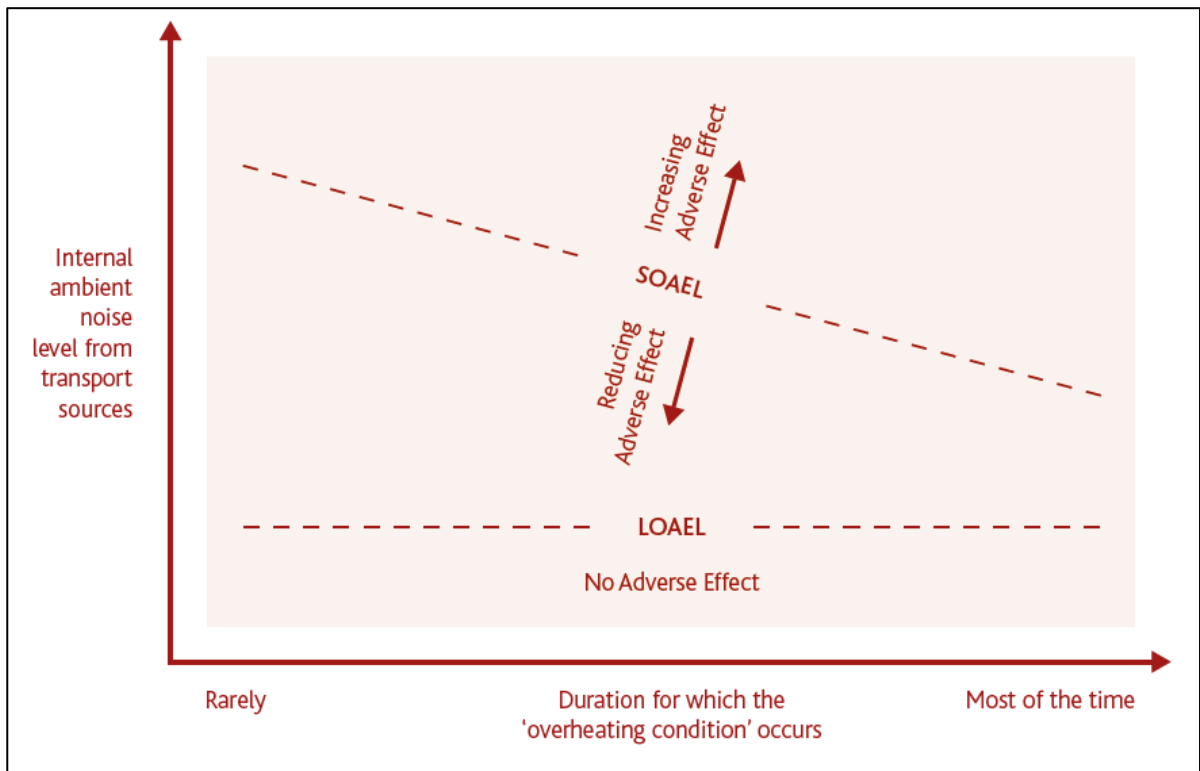 Increasing
Adverse Effect
Internal
ambient
noise
level from
transport
sources
SOAEL
Reducing
Adverse Effect
LOAEL
No Adverse Effect
Rarely
Duration for which the
‘overheating condition’ occurs
Most of the time